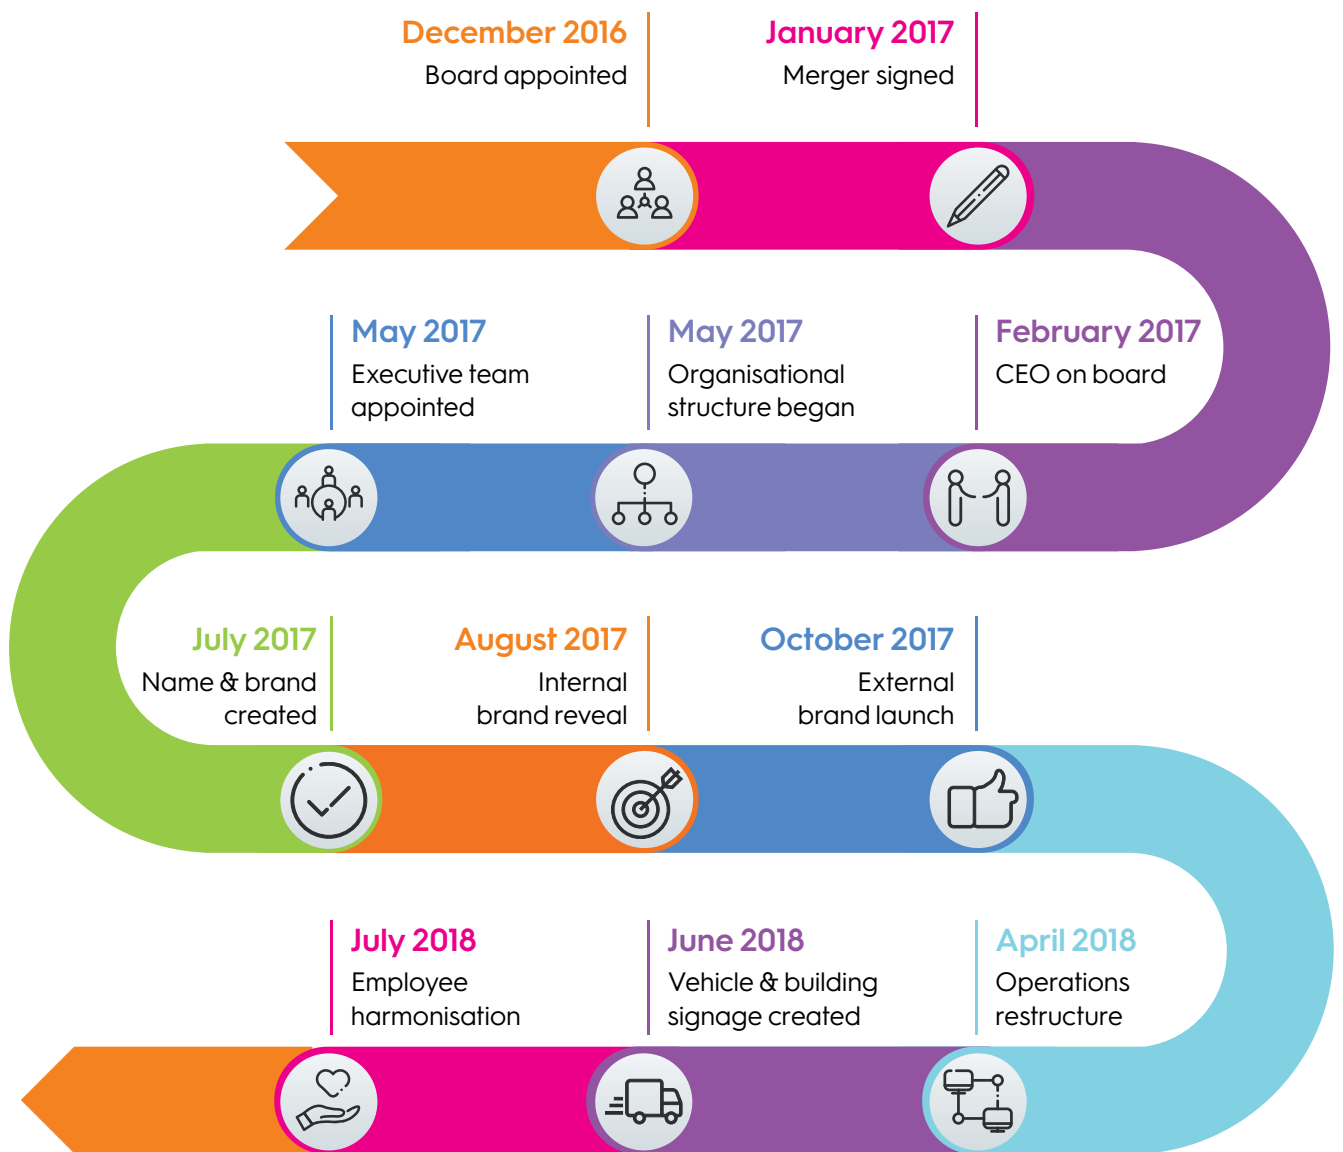 December 2016
Board appointed
January 2017
Merger signed
February 2017
CEO on board
May 2017
Organisational
structure began
May 2017
Executive team
appointed
July 2017
Name & brand
created
August 2017
Internal
brand reveal
October 2017
External
brand launch
April 2018
Operations
restructure
June 2018
Vehicle & building
signage created
July 2018
Employee
harmonisation